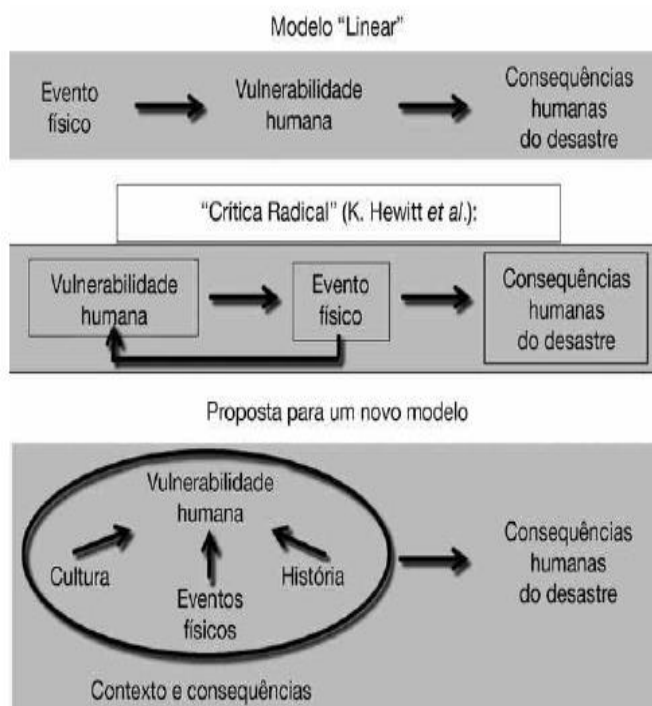 Modelo “Linear”
Evento
físico
Vulnerabilidade
humana
Consequências
humanas
do desastre
“Crítica Radical” (K. Hewitt et al.):
Vulnerabilidade
humana
Evento
físico
Consequências
humanas
do desastre
Proposta para um novo modelo
Vulnerabilidade
humana
Cultura
Eventos
físicos
História
Contexto e consequências
Consequências
humanas
do desastre